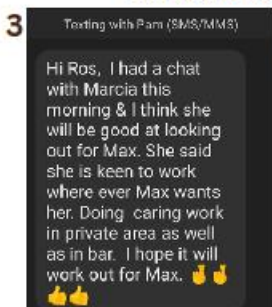 3
Texting with Pam (SMS/MMS)
Hi Ros, I had a chat
with Marcia this
morning & I think she
will be good at looking
out for Max. She said
she is keen to work
where ever Max wants
her. Doing caring work
in private area as well
as in bar. I hope it will
work out for Max. 🤞🤞
👍👍